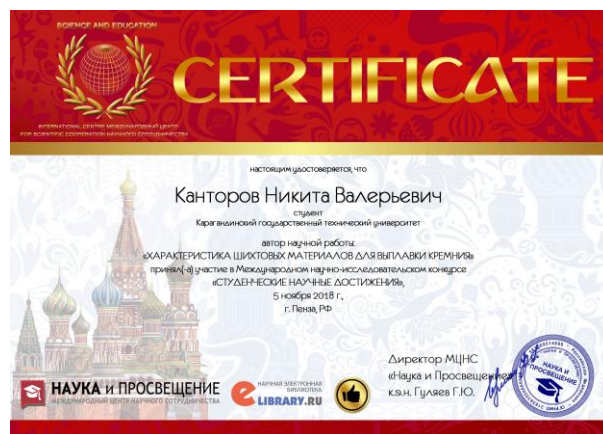 SCIENCE AND EDUCATION
CERTIFICATE
INTERNATIONAL CENTRE МЕЖДУНАРОДНЫЙ ЦЕНТР
FOR SCIENTIFIC COOPERATION НАУЧНОГО СОТРУДНИЧЕСТВА
настоящим удостоверяется, что
Канторов Никита Валерьевич
студент
Карагандинский государственный технический университет
автор научной работы:
«ХАРАКТЕРИСТИКА ШИХТОВЫХ МАТЕРИАЛОВ ДЛЯ ВЫПЛАВКИ КРЕМНИЯ»
принял(-а) участие в Международном научно-исследовательском конкурсе
«СТУДЕНЧЕСКИЕ НАУЧНЫЕ ДОСТИЖЕНИЯ»,
5 ноября 2018 г.,
г. Пенза, РФ
Директор МЦНС
«Наука и Просвещение»
к.э.н. Гуляев Г.Ю.
НАУКА И ПРОСВЕЩЕНИЕ
МЕЖДУНАРОДНЫЙ ЦЕНТР НАУЧНОГО СОТРУДНИЧЕСТВА
НАУЧНАЯ ЭЛЕКТРОННАЯ
БИБЛИОТЕКА
LIBRARY.RU
НАУКА И
ПРОСВЕЩЕНИЕ